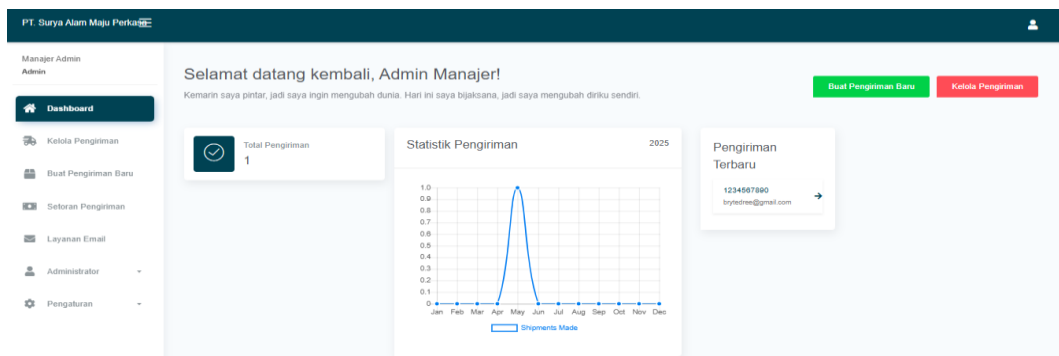 PT. Surya Alam Maju Perkasa
Manajer Admin
Admin
Dashboard
Kelola Pengiriman
Buat Pengiriman Baru
Setoran Pengiriman
Layanan Email
Administrator
Pengaturan
Selamat datang kembali, Admin Manajer!
Kemarin saya pintar, jadi saya ingin mengubah dunia. Hari ini saya bijaksana, jadi saya mengubah diriku sendiri.
Buat Pengiriman Baru
Kelola Pengiriman
Total Pengiriman
1
Statistik Pengiriman 2025
1.0
0.9
0.8
0.7
0.6
0.5
0.4
0.3
0.2
0.1
0
Jan Feb Mar Apr May Jun Jul Aug Sep Oct Nov Dec
Shipments Made
Pengiriman
Terbaru
1234567890
brytedree@gmail.com